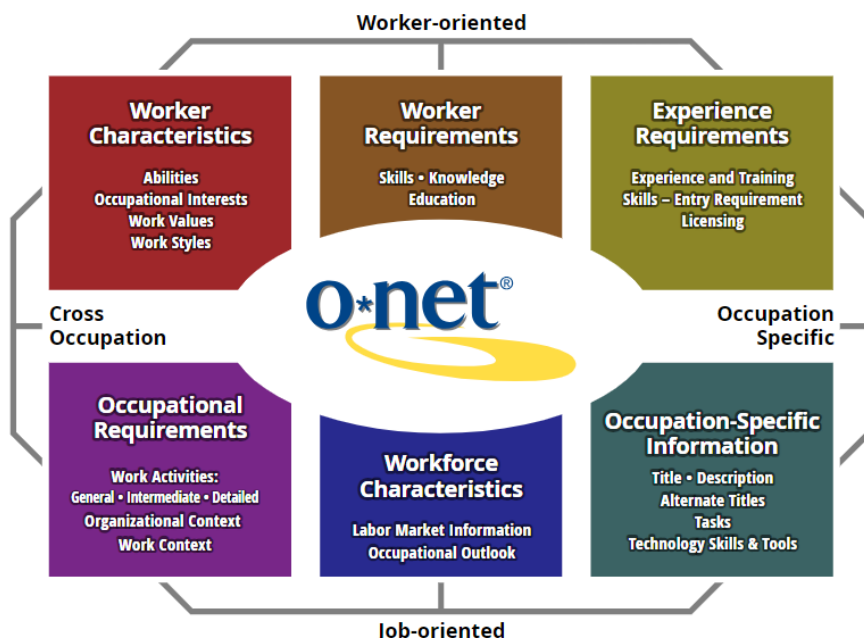 Worker-oriented
Worker
Characteristics
Abilities
Occupational Interests
Work Values
Work Styles
Worker
Requirements
Skills • Knowledge
Education
Experience
Requirements
Experience and Training
Skills – Entry Requirement
Licensing
o*net®
Cross
Occupation
Occupation
Specific
Occupational
Requirements
Work Activities:
General • Intermediate • Detailed
Organizational Context
Work Context
Workforce
Characteristics
Labor Market Information
Occupational Outlook
Occupation-Specific
Information
Title • Description
Alternate Titles
Tasks
Technology Skills & Tools
Job-oriented